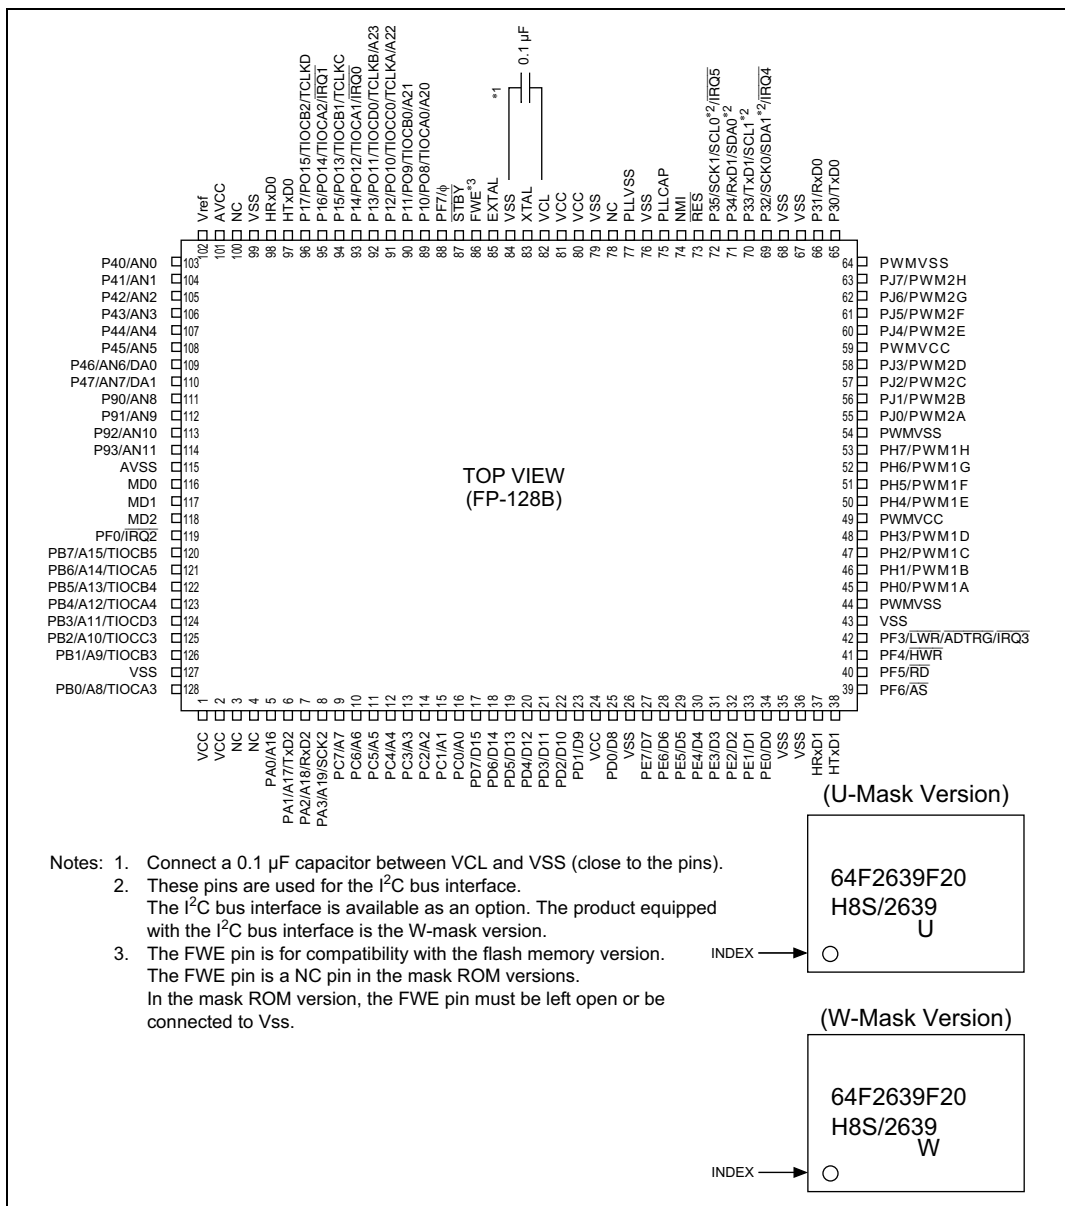 Vref
AVCC
NC
VSS
HRxD0
HTxD0
P17/PO15/TIOCB2/TCLKD
P16/PO14/TIOCA2/IRQ1
P15/PO13/TIOCB1/TCLKC
P14/PO12/TIOCA1/IRQ0
P13/PO11/TIOCD0/TCLKB/A23
P12/PO10/TIOCC0/TCLKA/A22
P11/PO9/TIOCB0/A21
P10/PO8/TIOCA0/A20
PF7/ϕ
STBY
FWE*3
EXTAL
VSS
XTAL
VCL
VCC
VCC
VSS
NC
PLLVSS
VSS
PLLCAP
NMI
RES
P35/SCK1/SCL0*2/IRQ5
P34/RxD1/SDA0*2
P33/TxD1/SCL1*2
P32/SCK0/SDA1*2/IRQ4
VSS
VSS
P31/RxD0
P30/TxD0
*1
0.1 µF
102 101 100 99 98 97 96 95 94 93 92 91 90 89 88 87 86 85 84 83 82 81 80 79 78 77 76 75 74 73 72 71 70 69 68 67 66 65
P40/AN0 103
P41/AN1 104
P42/AN2 105
P43/AN3 106
P44/AN4 107
P45/AN5 108
P46/AN6/DA0 109
P47/AN7/DA1 110
P90/AN8 111
P91/AN9 112
P92/AN10 113
P93/AN11 114
AVSS 115
MD0 116
MD1 117
MD2 118
PF0/IRQ2 119
PB7/A15/TIOCB5 120
PB6/A14/TIOCA5 121
PB5/A13/TIOCB4 122
PB4/A12/TIOCA4 123
PB3/A11/TIOCD3 124
PB2/A10/TIOCC3 125
PB1/A9/TIOCB3 126
VSS 127
PB0/A8/TIOCA3 128
TOP VIEW
(FP-128B)
64 PWMVSS
63 PJ7/PWM2H
62 PJ6/PWM2G
61 PJ5/PWM2F
60 PJ4/PWM2E
59 PWMVCC
58 PJ3/PWM2D
57 PJ2/PWM2C
56 PJ1/PWM2B
55 PJ0/PWM2A
54 PWMVSS
53 PH7/PWM1H
52 PH6/PWM1G
51 PH5/PWM1F
50 PH4/PWM1E
49 PWMVCC
48 PH3/PWM1D
47 PH2/PWM1C
46 PH1/PWM1B
45 PH0/PWM1A
44 PWMVSS
43 VSS
42 PF3/LWR/ADTRG/IRQ3
41 PF4/HWR
40 PF5/RD
39 PF6/AS
1 2 3 4 5 6 7 8 9 10 11 12 13 14 15 16 17 18 19 20 21 22 23 24 25 26 27 28 29 30 31 32 33 34 35 36 37 38
VCC
VCC
NC
NC
PA0/A16
PA1/A17/TxD2
PA2/A18/RxD2
PA3/A19/SCK2
PC7/A7
PC6/A6
PC5/A5
PC4/A4
PC3/A3
PC2/A2
PC1/A1
PC0/A0
PD7/D15
PD6/D14
PD5/D13
PD4/D12
PD3/D11
PD2/D10
PD1/D9
VCC
PD0/D8
VSS
PE7/D7
PE6/D6
PE5/D5
PE4/D4
PE3/D3
PE2/D2
PE1/D1
PE0/D0
VSS
VSS
HRxD1
HTxD1
Notes: 1. Connect a 0.1 µF capacitor between VCL and VSS (close to the pins).
2. These pins are used for the I²C bus interface.
The I²C bus interface is available as an option. The product equipped
with the I²C bus interface is the W-mask version.
3. The FWE pin is for compatibility with the flash memory version.
The FWE pin is a NC pin in the mask ROM versions.
In the mask ROM version, the FWE pin must be left open or be
connected to Vss.
(U-Mask Version)
64F2639F20
H8S/2639
U
INDEX
(W-Mask Version)
64F2639F20
H8S/2639
W
INDEX